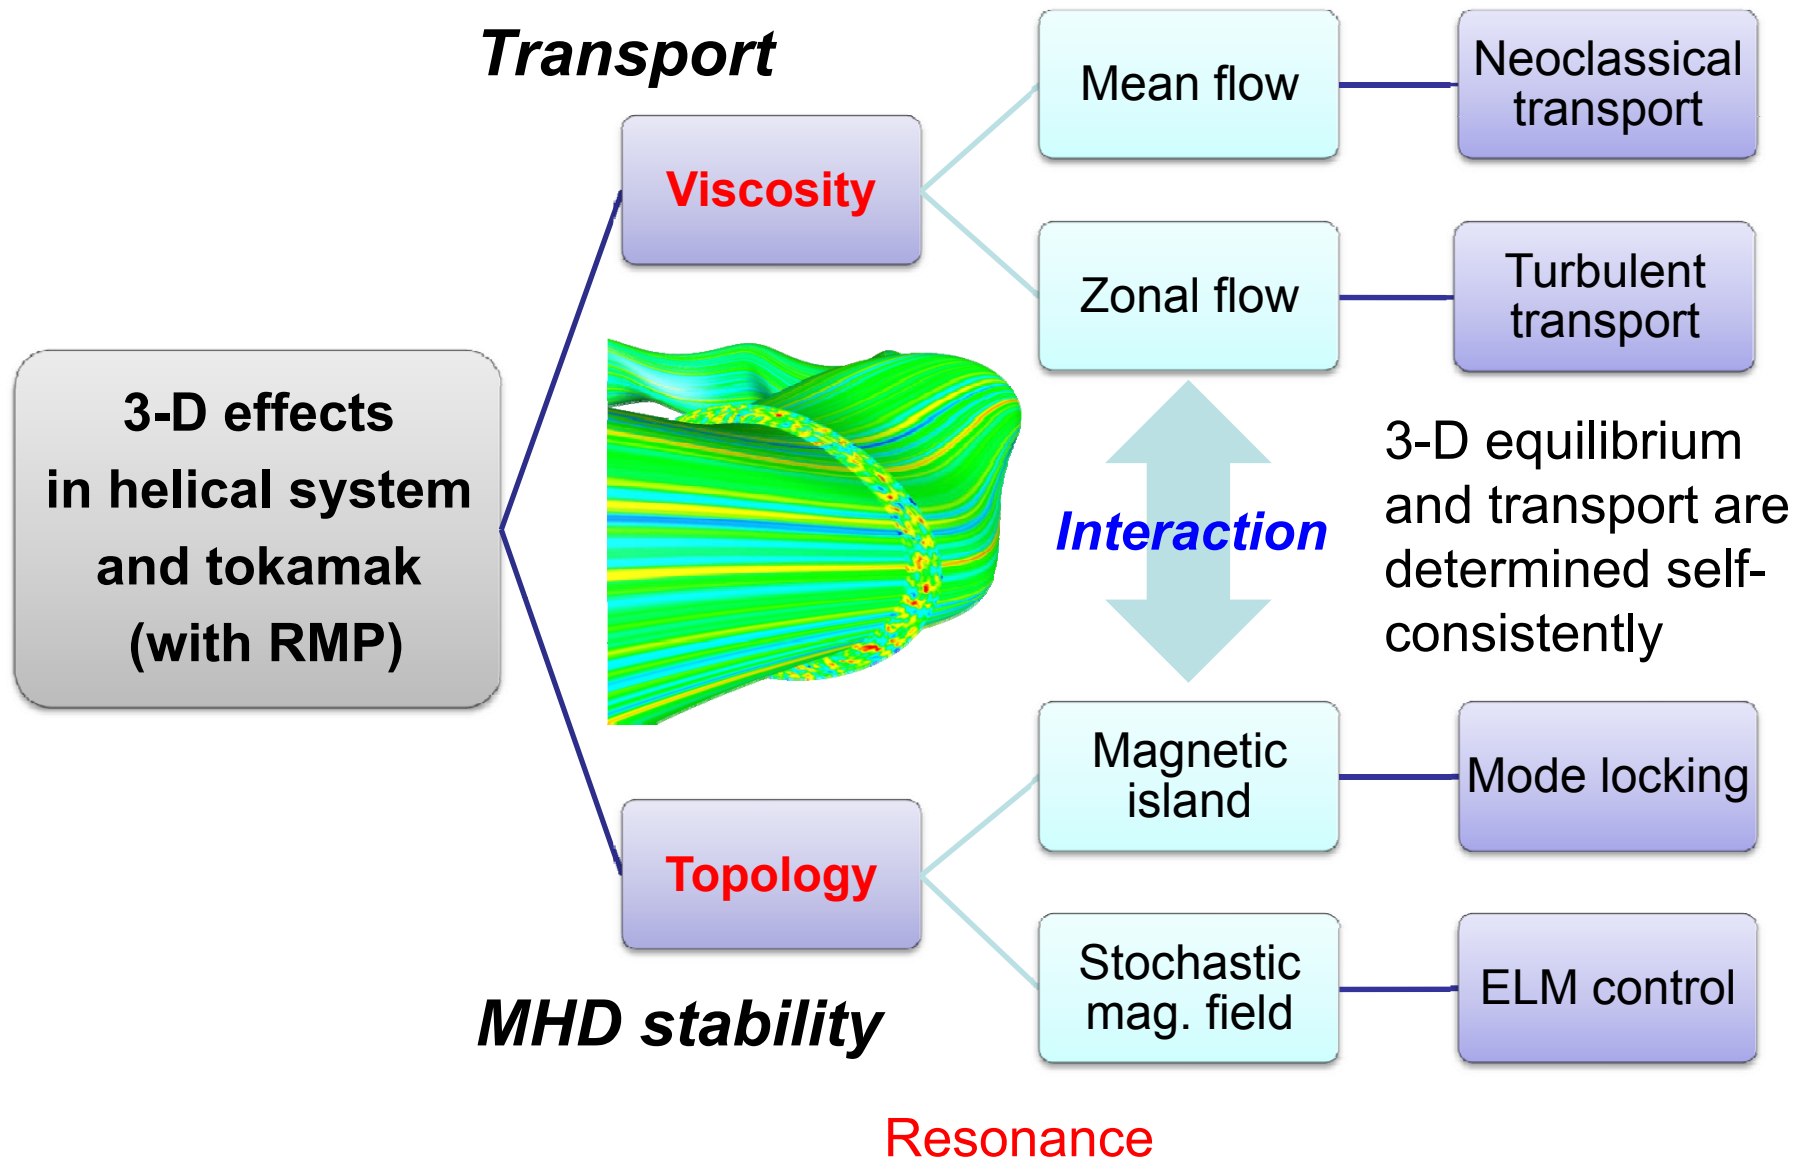 Transport
Mean flow
Neoclassical
transport
Viscosity
Zonal flow
Turbulent
transport
3-D effects
in helical system
and tokamak
(with RMP)
Interaction
3-D equilibrium
and transport are
determined self-
consistently
Magnetic
island
Mode locking
Topology
Stochastic
mag. field
ELM control
MHD stability
Resonance